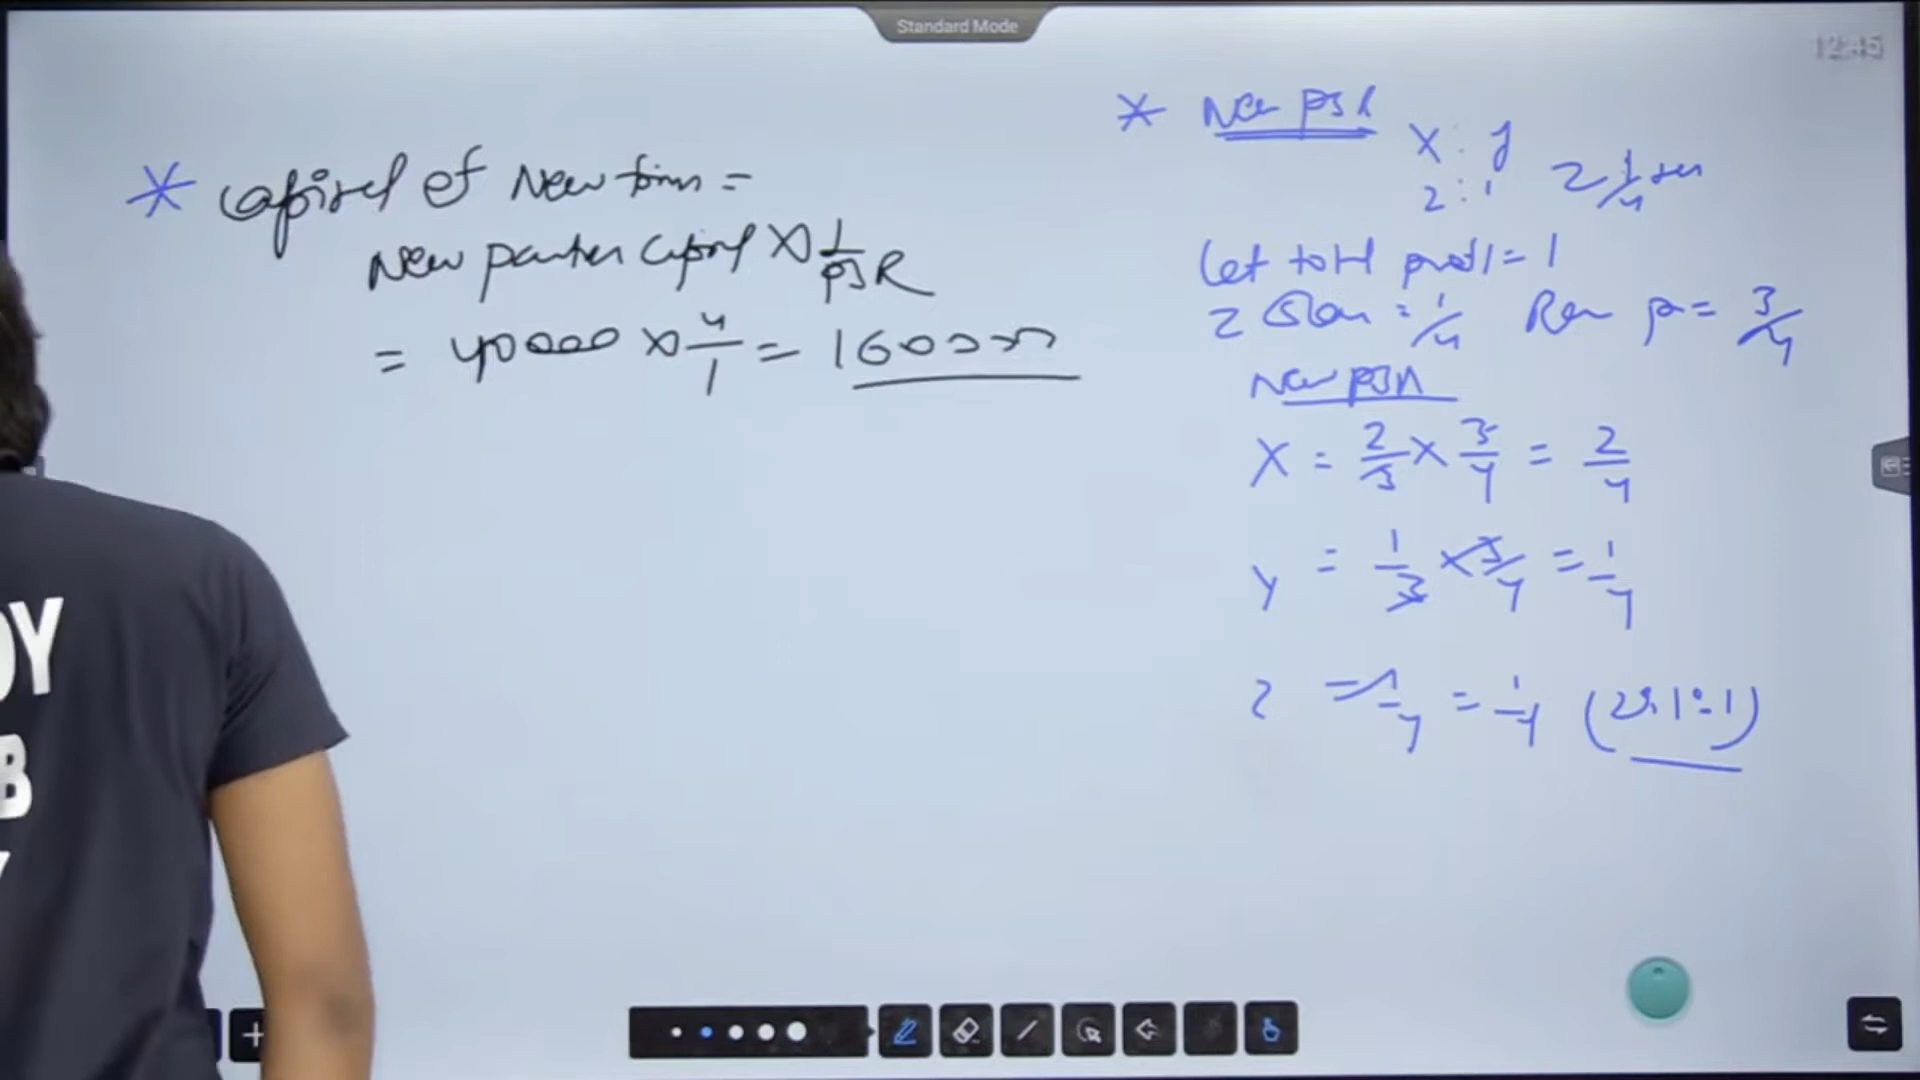 Standard Mode
12:45
* Capital of New firm =
New partner Capital × 1/PSR
= 40000 × 4/1 = 160000
* New PSR
X : y
2 : 1 Z 1/4
Let total profit = 1
Z Share = 1/4 Rem pr = 3/4
New PSR
X = 2/3 × 3/4 = 2/4
Y = 1/3 × 3/4 = 1/4
Z = 1/4 = 1/4 (2:1:1)
DY
B